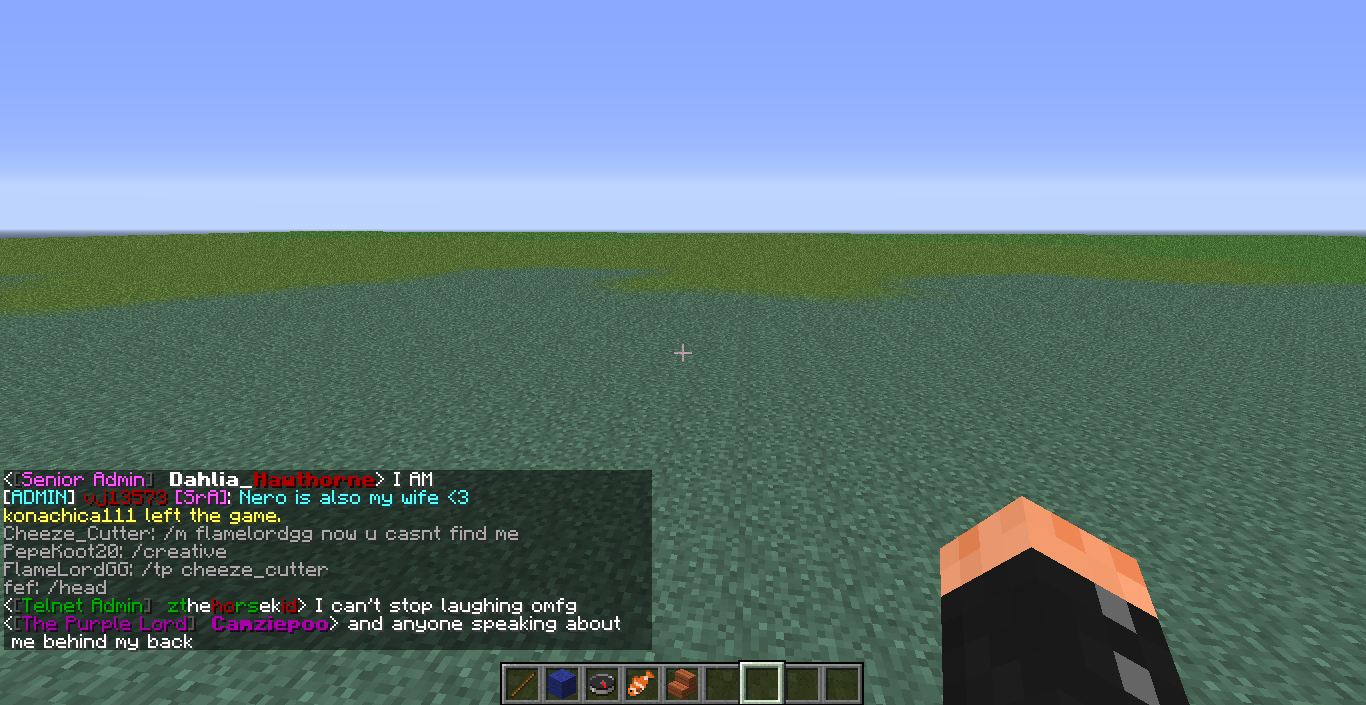 <[Senior Admin] Dahlia_Hawthorne> I AM
[ADMIN] vj13573 [SrA]: Nero is also my wife <3
konachica111 left the game.
Cheeze_Cutter: /m flamelordgg now u casnt find me
PepeKoot20: /creative
FlameLordGG: /tp cheeze_cutter
fef: /head
<[Telnet Admin] zthehorsekid> I can't stop laughing omfg
<[The Purple Lord] Camziepoo> and anyone speaking about
me behind my back